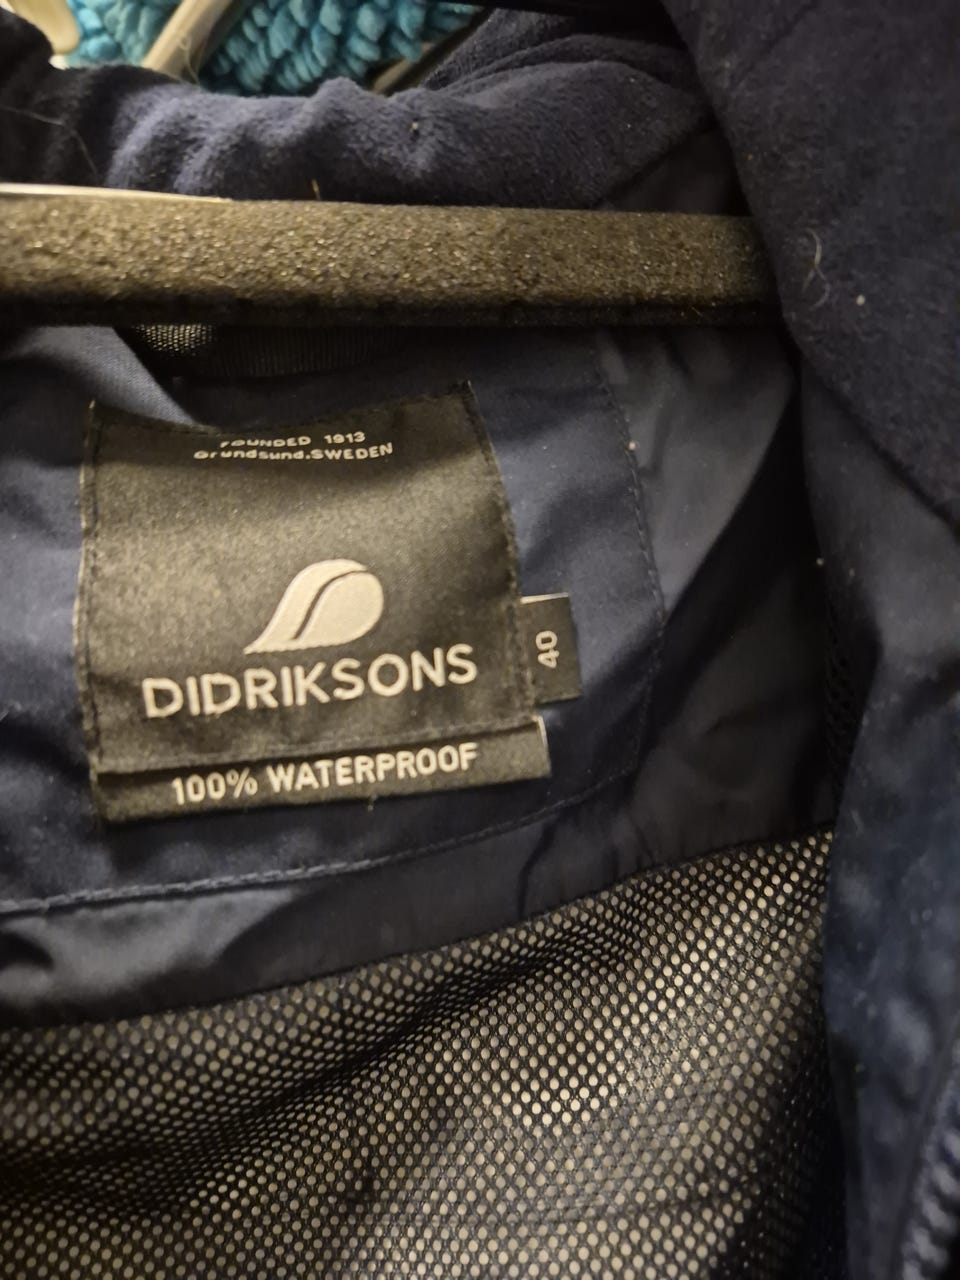 FOUNDED 1913
Grundsund.SWEDEN
DIDRIKSONS
40
100% WATERPROOF